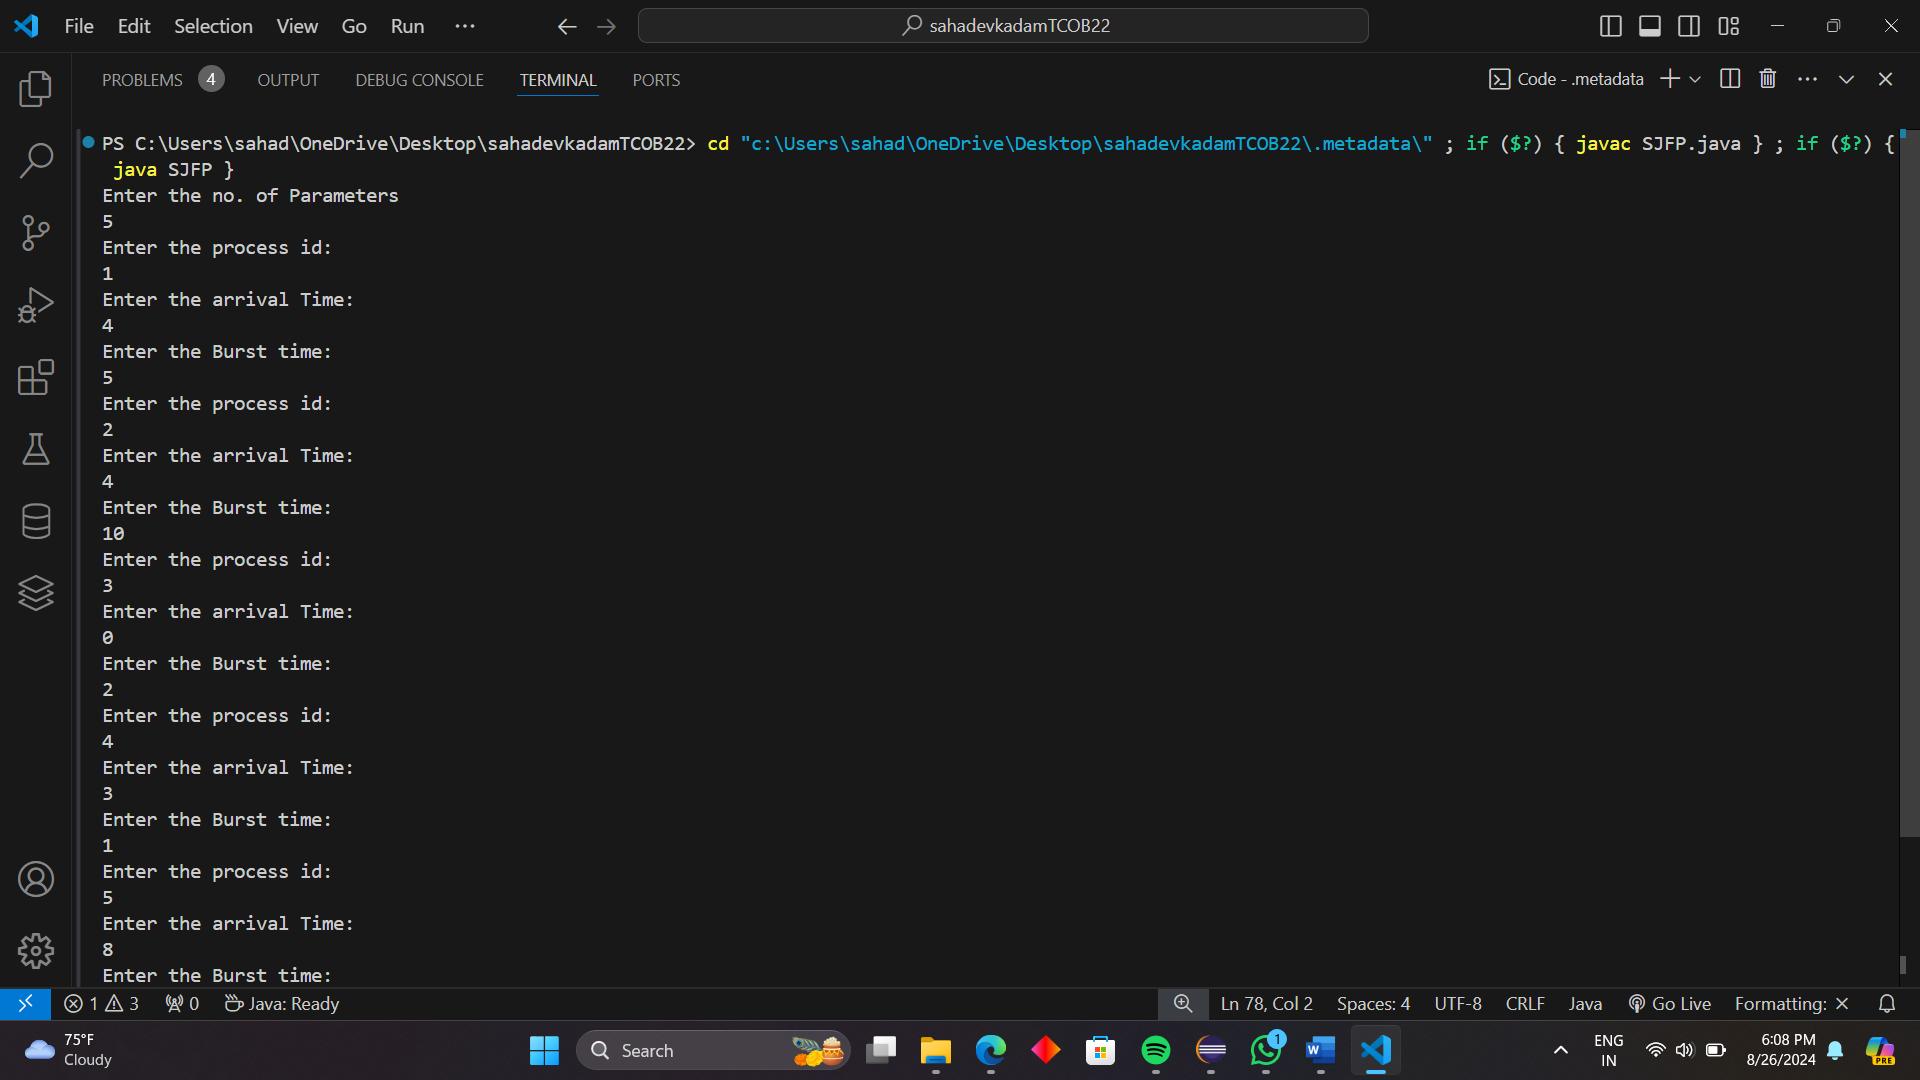 File Edit Selection View Go Run ··· sahadevkadamTCOB22
PROBLEMS 4 OUTPUT DEBUG CONSOLE TERMINAL PORTS Code - .metadata
PS C:\Users\sahad\OneDrive\Desktop\sahadevkadamTCOB22> cd "c:\Users\sahad\OneDrive\Desktop\sahadevkadamTCOB22\.metadata\" ; if ($?) { javac SJFP.java } ; if ($?) {
java SJFP }
Enter the no. of Parameters
5
Enter the process id:
1
Enter the arrival Time:
4
Enter the Burst time:
5
Enter the process id:
2
Enter the arrival Time:
4
Enter the Burst time:
10
Enter the process id:
3
Enter the arrival Time:
0
Enter the Burst time:
2
Enter the process id:
4
Enter the arrival Time:
3
Enter the Burst time:
1
Enter the process id:
5
Enter the arrival Time:
8
Enter the Burst time:
1 3 0 Java: Ready Ln 78, Col 2 Spaces: 4 UTF-8 CRLF Java Go Live Formatting: ×
75°F
Cloudy
Search
1
W
ENG
IN
6:08 PM
8/26/2024
PRE